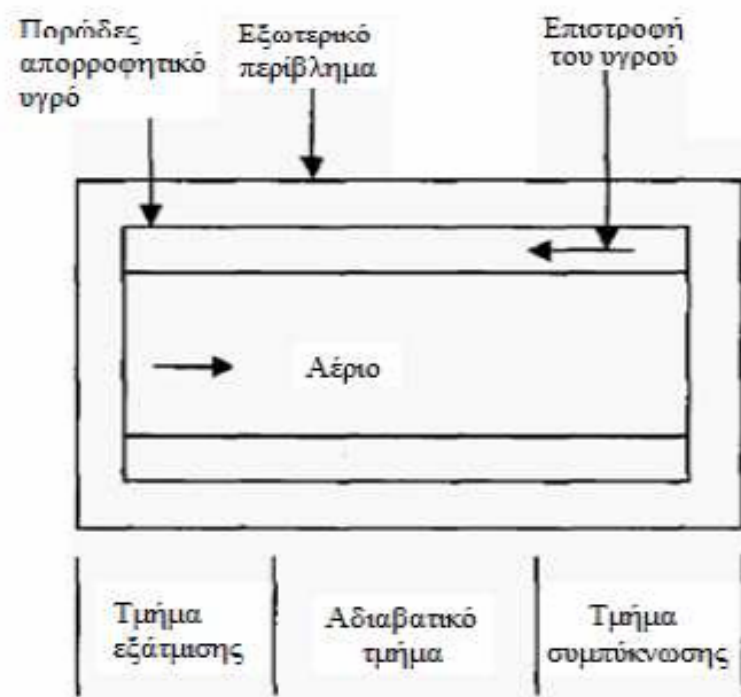 Πορώδες
απορροφητικό
υγρό
Εξωτερικό
περίβλημα
Επιστροφή
του υγρού
Αέριο
Τμήμα
εξάτμισης
Αδιαβατικό
τμήμα
Τμήμα
συμπύκνωσης